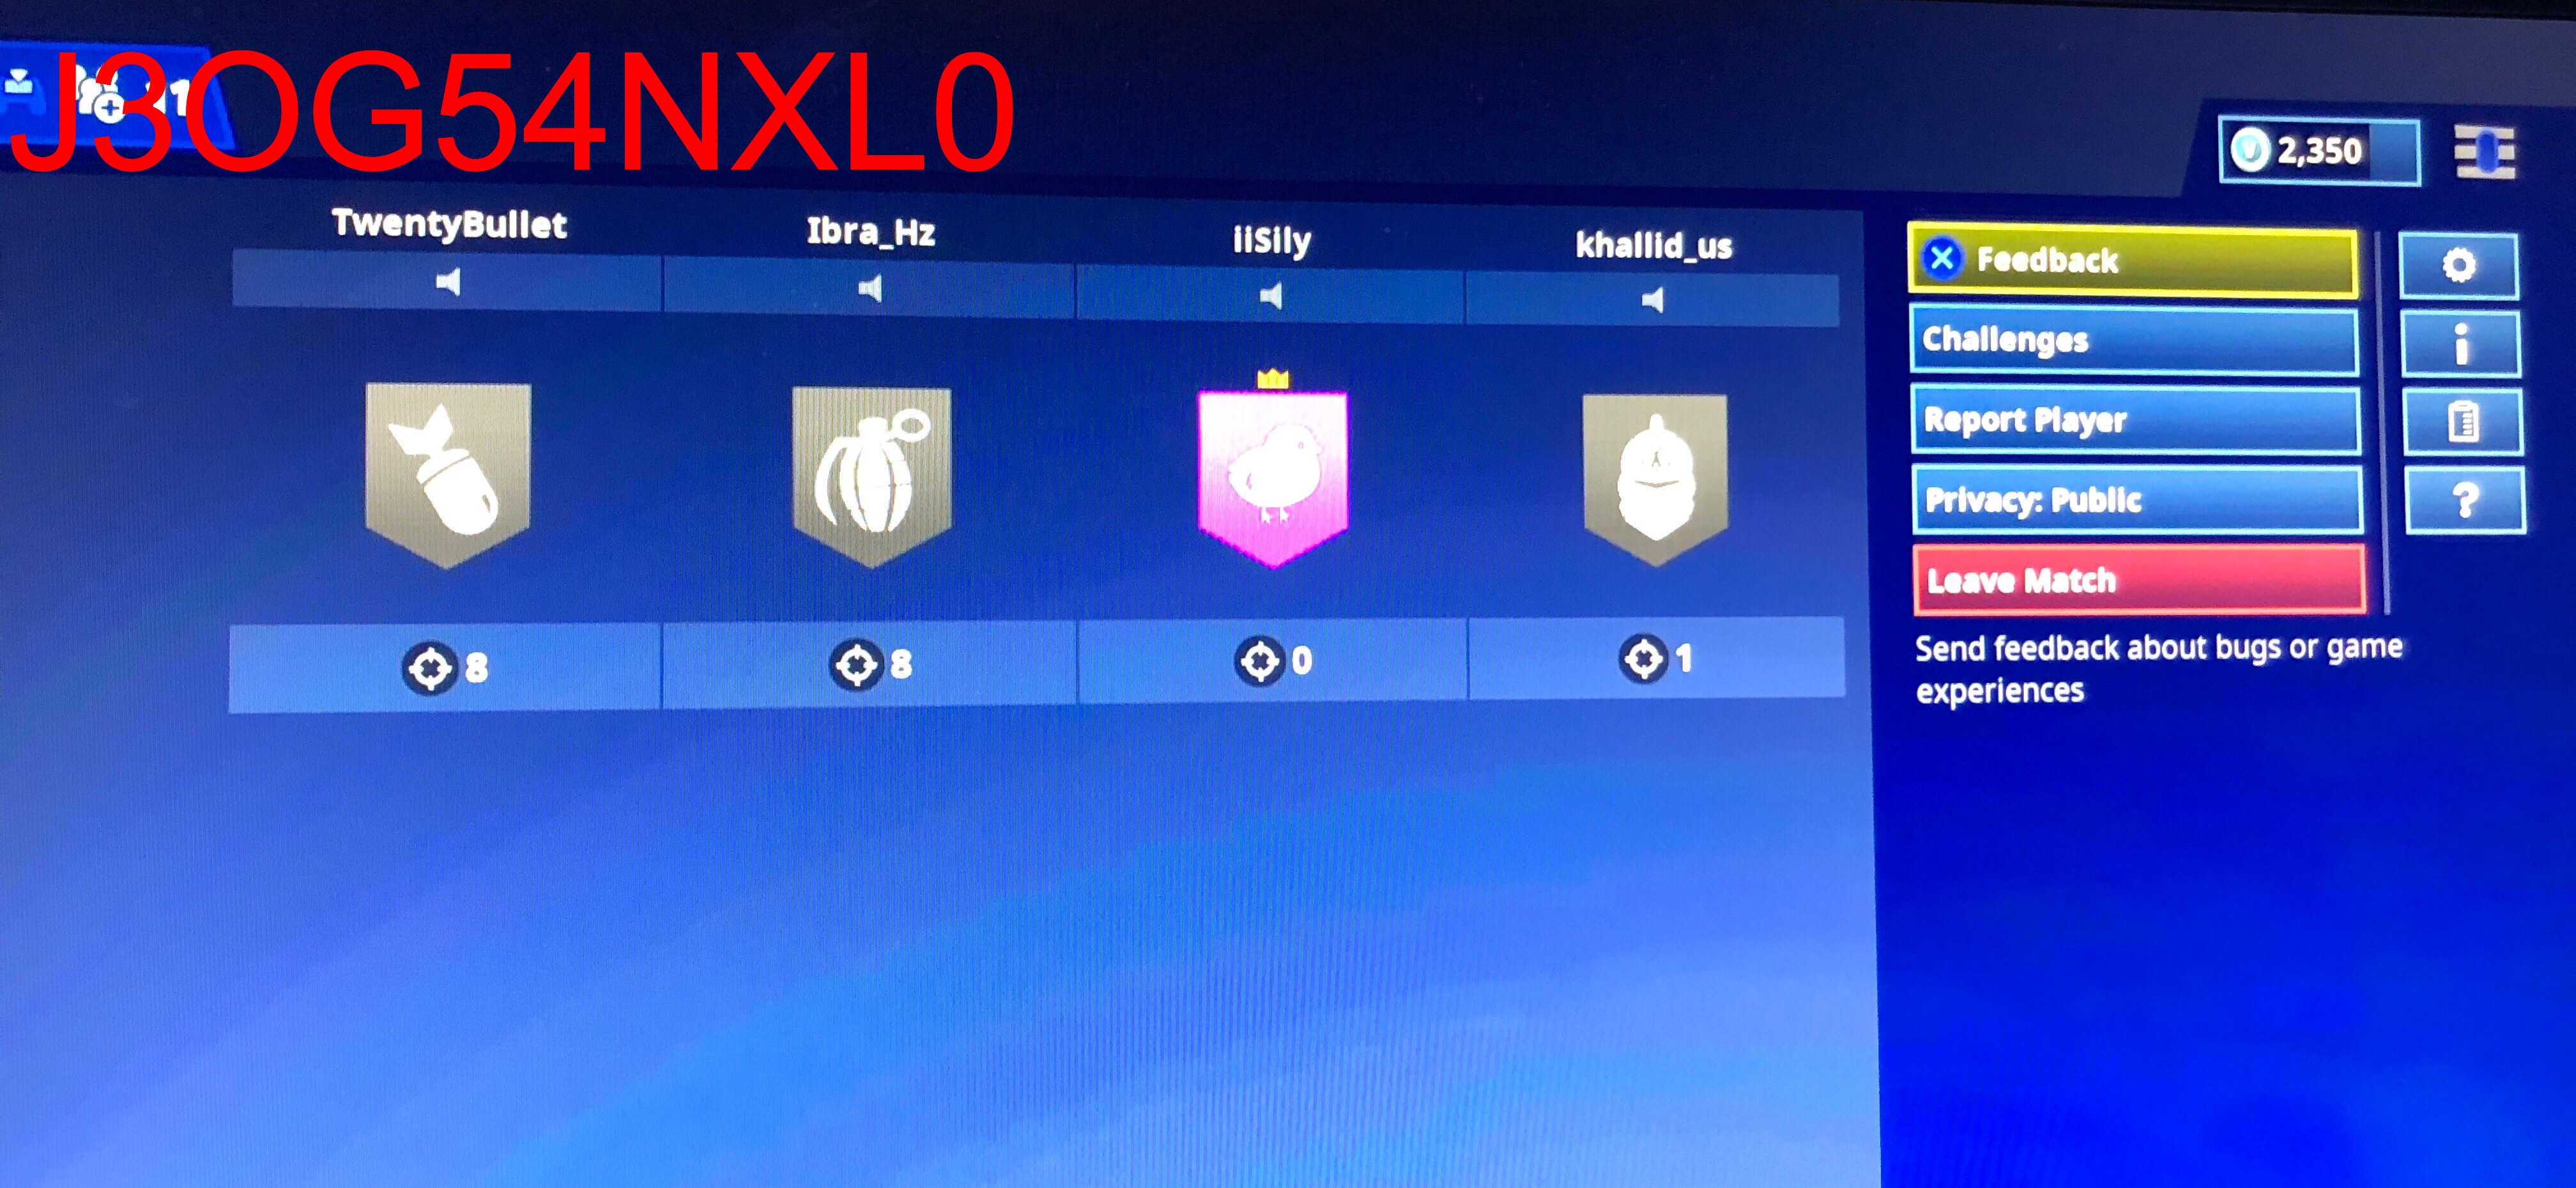 J3OG54NXL0
2,350
TwentyBullet Ibra_Hz iiSily khallid_us
Feedback
Challenges
Report Player
Privacy: Public
Leave Match
Send feedback about bugs or game
experiences
8 8 0 1